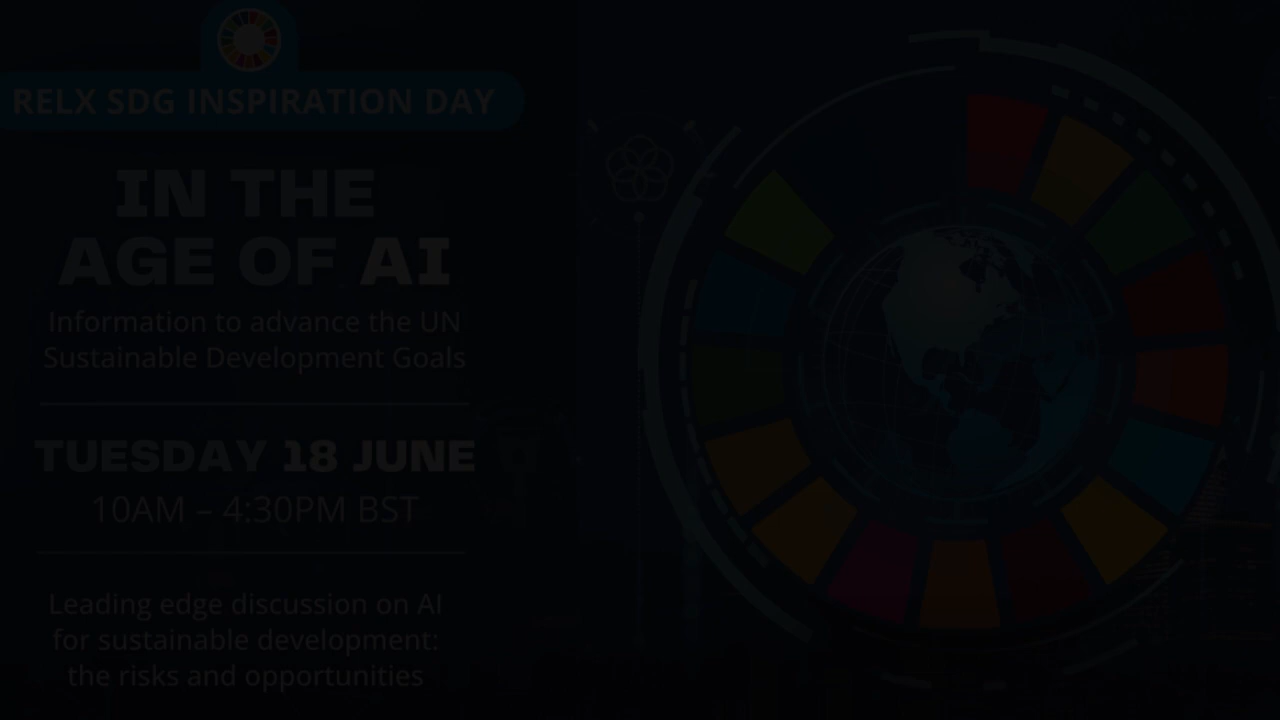 RELX SDG INSPIRATION DAY
IN THE
AGE OF AI
Information to advance the UN
Sustainable Development Goals
TUESDAY 18 JUNE
10AM – 4:30PM BST
Leading edge discussion on AI
for sustainable development:
the risks and opportunities